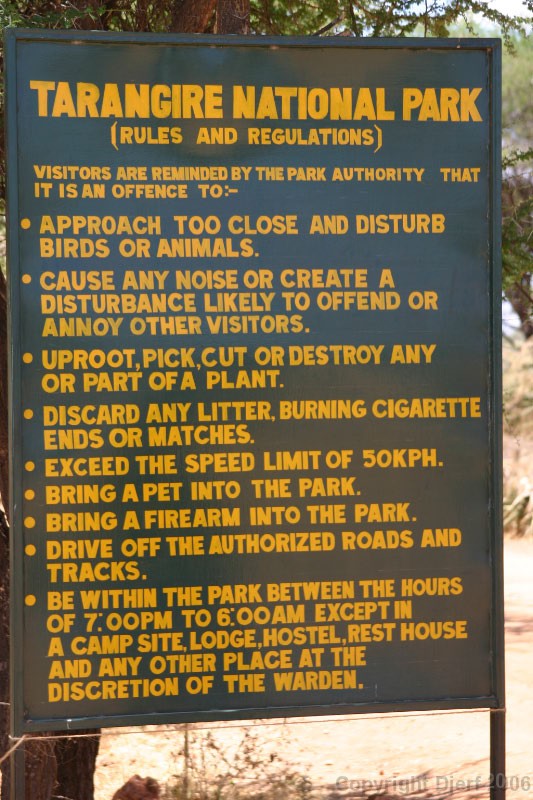 TARANGIRE NATIONAL PARK
(RULES AND REGULATIONS)
VISITORS ARE REMINDED BY THE PARK AUTHORITY THAT
IT IS AN OFFENCE TO:-
• APPROACH TOO CLOSE AND DISTURB
BIRDS OR ANIMALS.
• CAUSE ANY NOISE OR CREATE A
DISTURBANCE LIKELY TO OFFEND OR
ANNOY OTHER VISITORS.
• UPROOT,PICK,CUT OR DESTROY ANY
OR PART OF A PLANT.
• DISCARD ANY LITTER, BURNING CIGARETTE
ENDS OR MATCHES.
• EXCEED THE SPEED LIMIT OF 50KPH.
• BRING A PET INTO THE PARK.
• BRING A FIREARM INTO THE PARK.
• DRIVE OFF THE AUTHORIZED ROADS AND
TRACKS.
• BE WITHIN THE PARK BETWEEN THE HOURS
OF 7:00PM TO 6:00AM EXCEPT IN
A CAMP SITE, LODGE,HOSTEL,REST HOUSE
AND ANY OTHER PLACE AT THE
DISCRETION OF THE WARDEN.
Copyright Djerf 2006